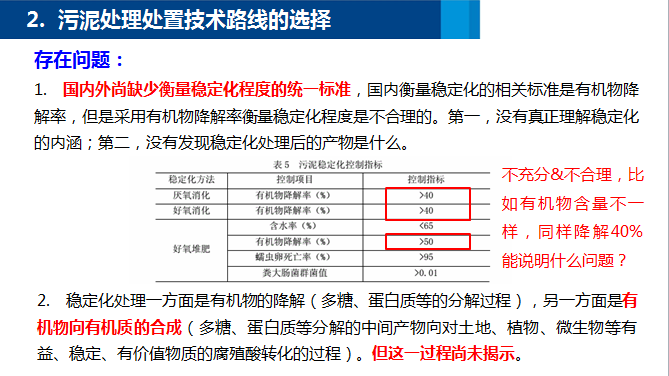 2. 污泥处理处置技术路线的选择
存在问题：
1. 国内外尚缺少衡量稳定化程度的统一标准，国内衡量稳定化的相关标准是有机物降
解率，但是采用有机物降解率衡量稳定化程度是不合理的。第一，没有真正理解稳定化
的内涵；第二，没有发现稳定化处理后的产物是什么。
表 5 污泥稳定化控制指标
稳定化方法 控制项目 控制指标
厌氧消化 有机物降解率（%） >40
好氧消化 有机物降解率（%） >40
含水率（%） <65
好氧堆肥 有机物降解率（%） >50
蠕虫卵死亡率（%） >95
粪大肠菌群菌值 >0.01
不充分&不合理，比
如有机物含量不一
样，同样降解40%
能说明什么问题？
2. 稳定化处理一方面是有机物的降解（多糖、蛋白质等的分解过程），另一方面是有
机物向有机质的合成（多糖、蛋白质等分解的中间产物向对土地、植物、微生物等有
益、稳定、有价值物质的腐殖酸转化的过程）。但这一过程尚未揭示。